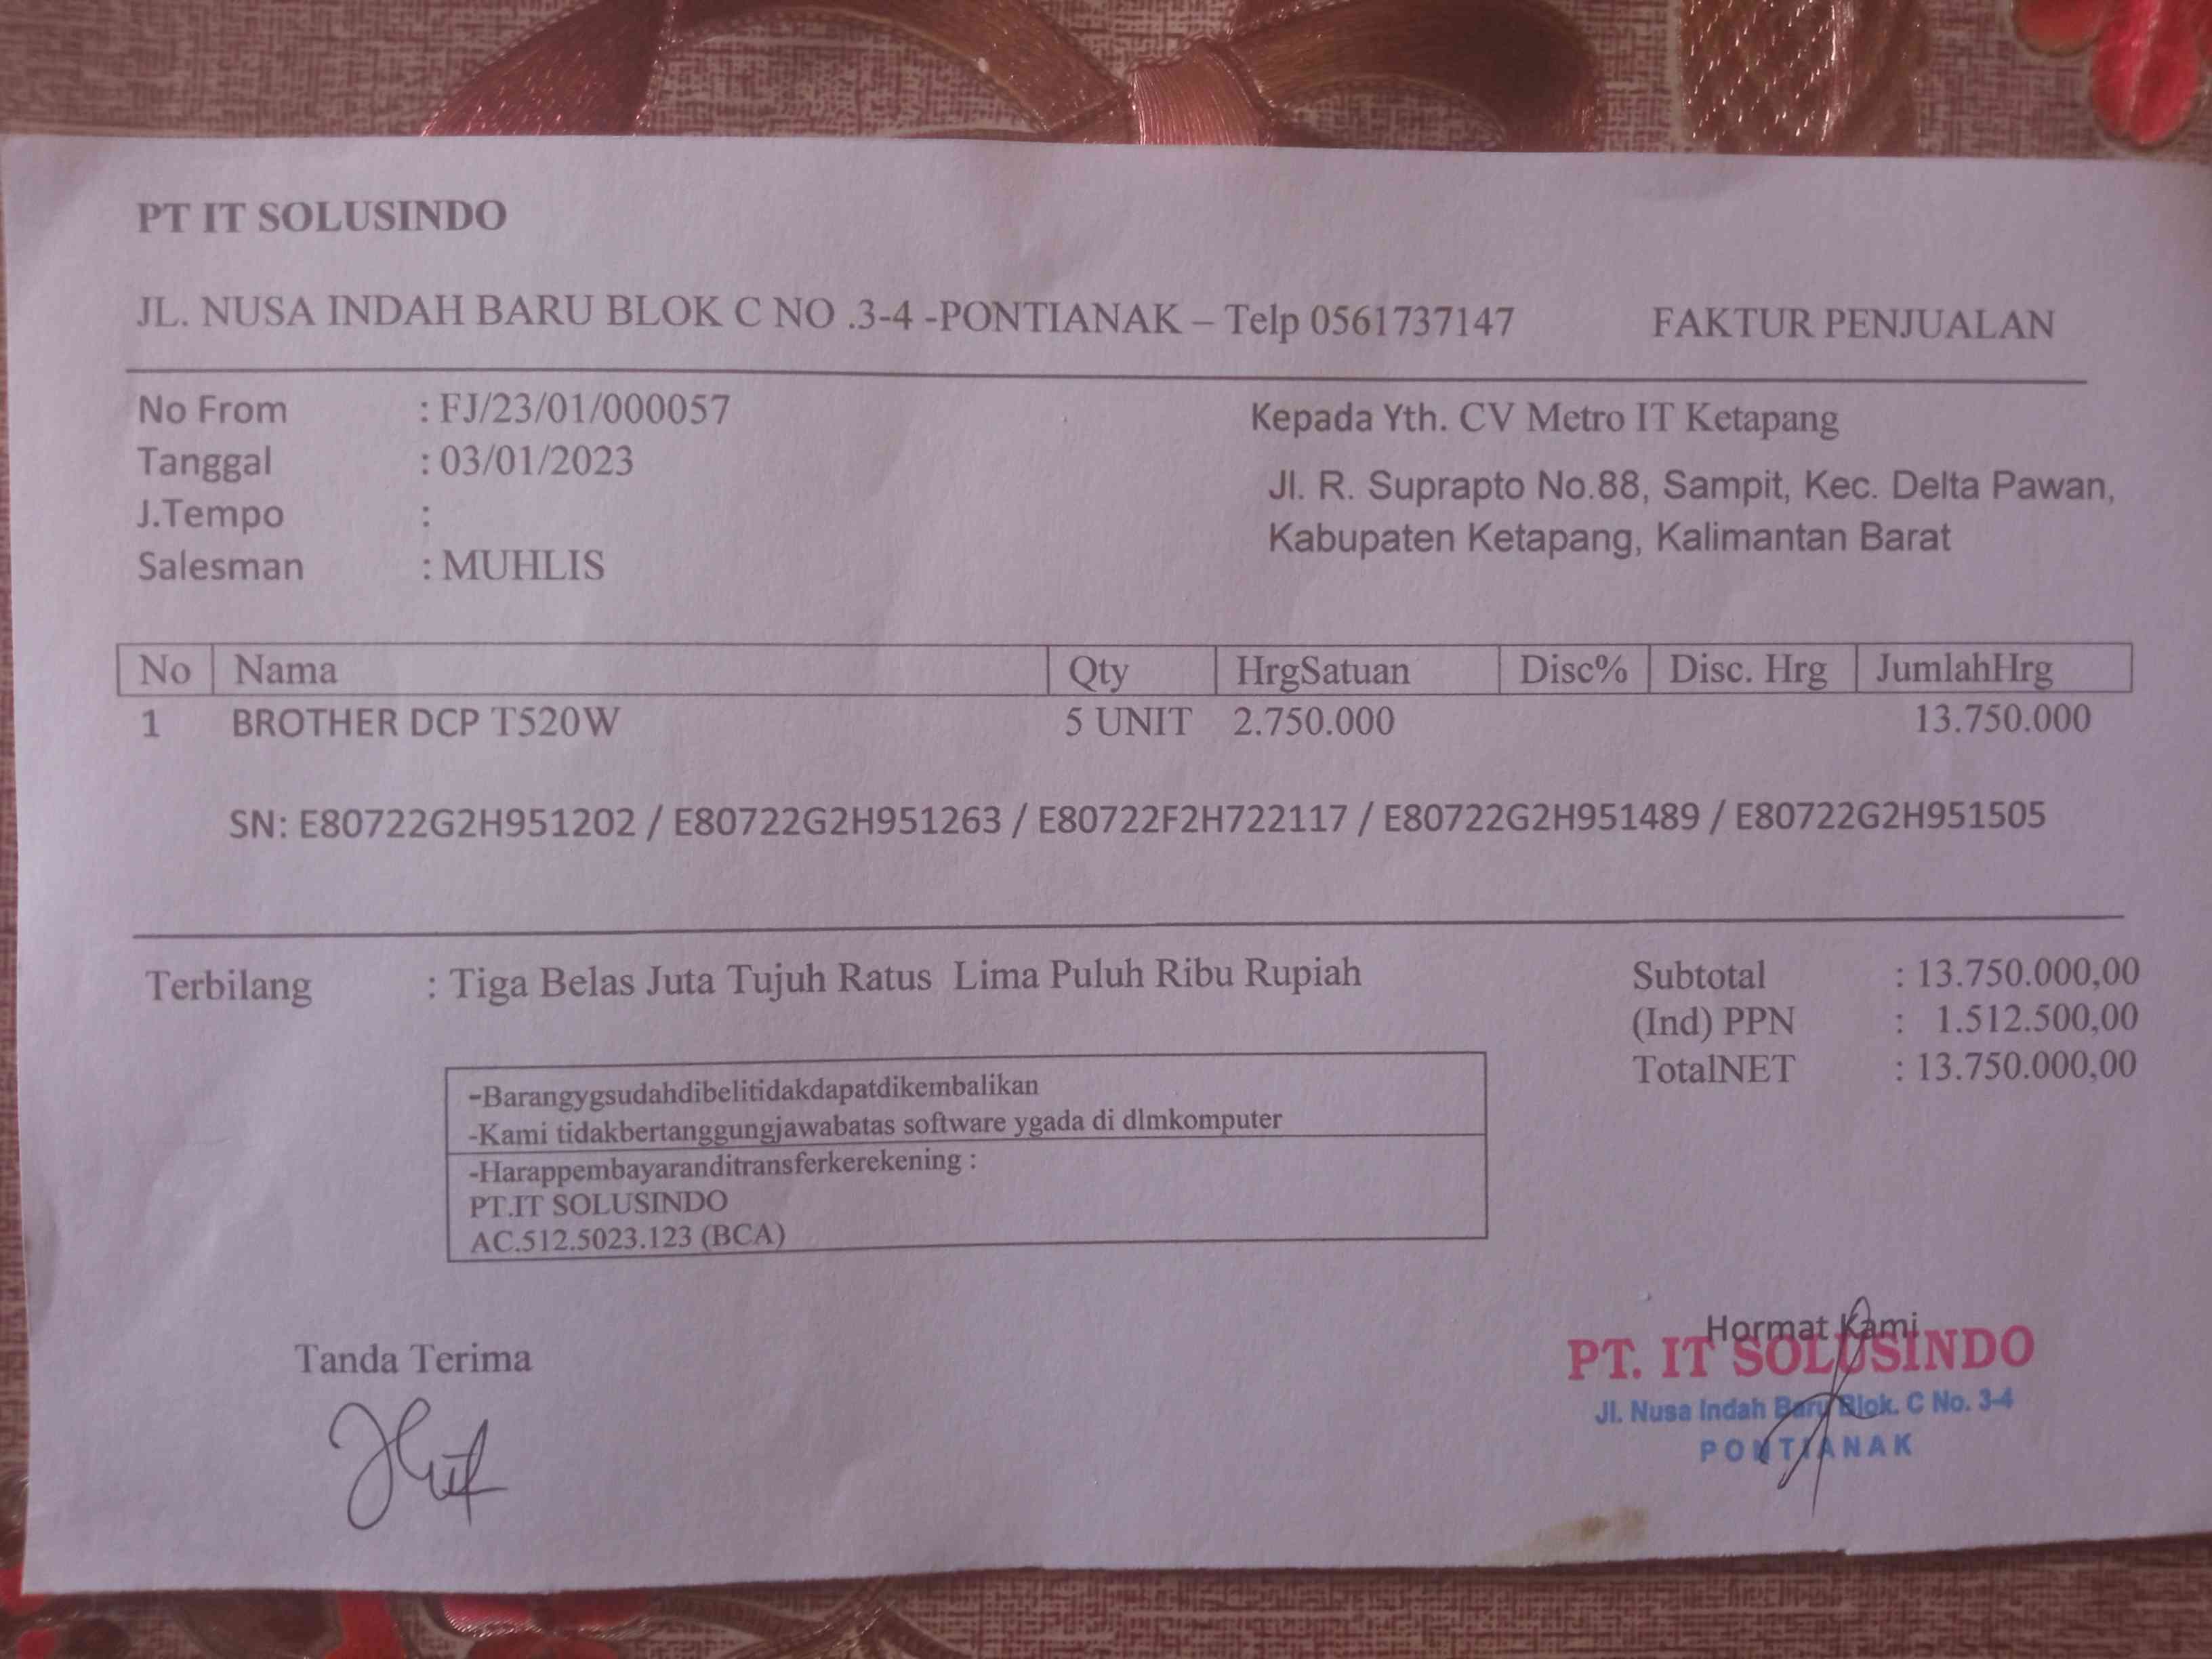 PT IT SOLUSINDO
JL. NUSA INDAH BARU BLOK C NO .3-4 -PONTIANAK – Telp 0561737147 FAKTUR PENJUALAN
No From : FJ/23/01/000057
Tanggal : 03/01/2023
J.Tempo :
Salesman : MUHLIS
Kepada Yth. CV Metro IT Ketapang
Jl. R. Suprapto No.88, Sampit, Kec. Delta Pawan,
Kabupaten Ketapang, Kalimantan Barat
No Nama Qty HrgSatuan Disc% Disc. Hrg JumlahHrg
1 BROTHER DCP T520W 5 UNIT 2.750.000 13.750.000
SN: E80722G2H951202 / E80722G2H951263 / E80722F2H722117 / E80722G2H951489 / E80722G2H951505
Terbilang : Tiga Belas Juta Tujuh Ratus Lima Puluh Ribu Rupiah
Subtotal : 13.750.000,00
(Ind) PPN : 1.512.500,00
TotalNET : 13.750.000,00
-Barangygsudahdibelitidakdapatdikembalikan
-Kami tidakbertanggungjawabatas software ygada di dlmkomputer
-Harappembayaranditransferkerekening :
PT.IT SOLUSINDO
AC.512.5023.123 (BCA)
Tanda Terima
Hormat Kami
PT. IT SOLUSINDO
Jl. Nusa Indah Baru Blok. C No. 3-4
PONTIANAK